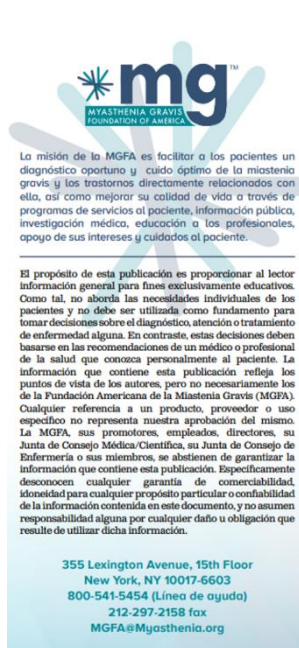 mg™
MYASTHENIA GRAVIS
FOUNDATION OF AMERICA
La misión de la MGFA es facilitar a los pacientes un
diagnóstico oportuno y cuido óptimo de la miastenia
gravis y los trastornos directamente relacionados con
ella, así como mejorar su calidad de vida a través de
programas de servicios al paciente, información pública,
investigación médica, educación a los profesionales,
apoyo de sus intereses y cuidados al paciente.
El propósito de esta publicación es proporcionar al lector
información general para fines exclusivamente educativos.
Como tal, no aborda las necesidades individuales de los
pacientes y no debe ser utilizada como fundamento para
tomar decisiones sobre el diagnóstico, atención o tratamiento
de enfermedad alguna. En contraste, estas decisiones deben
basarse en las recomendaciones de un médico o profesional
de la salud que conozca personalmente al paciente. La
información que contiene esta publicación refleja los
puntos de vista de los autores, pero no necesariamente los
de la Fundación Americana de la Miastenia Gravis (MGFA).
Cualquier referencia a un producto, proveedor o uso
específico no representa nuestra aprobación del mismo.
La MGFA, sus promotores, empleados, directores, su
Junta de Consejo Médica/Científica, su Junta de Consejo de
Enfermería o sus miembros, se abstienen de garantizar la
información que contiene esta publicación. Específicamente
desconocen cualquier garantía de comerciabilidad,
idoneidad para cualquier propósito particular o confiabilidad
de la información contenida en este documento, y no asumen
responsabilidad alguna por cualquier daño u obligación que
resulte de utilizar dicha información.
355 Lexington Avenue, 15th Floor
New York, NY 10017-6603
800-541-5454 (Línea de ayuda)
212-297-2158 fax
MGFA@Myasthenia.org